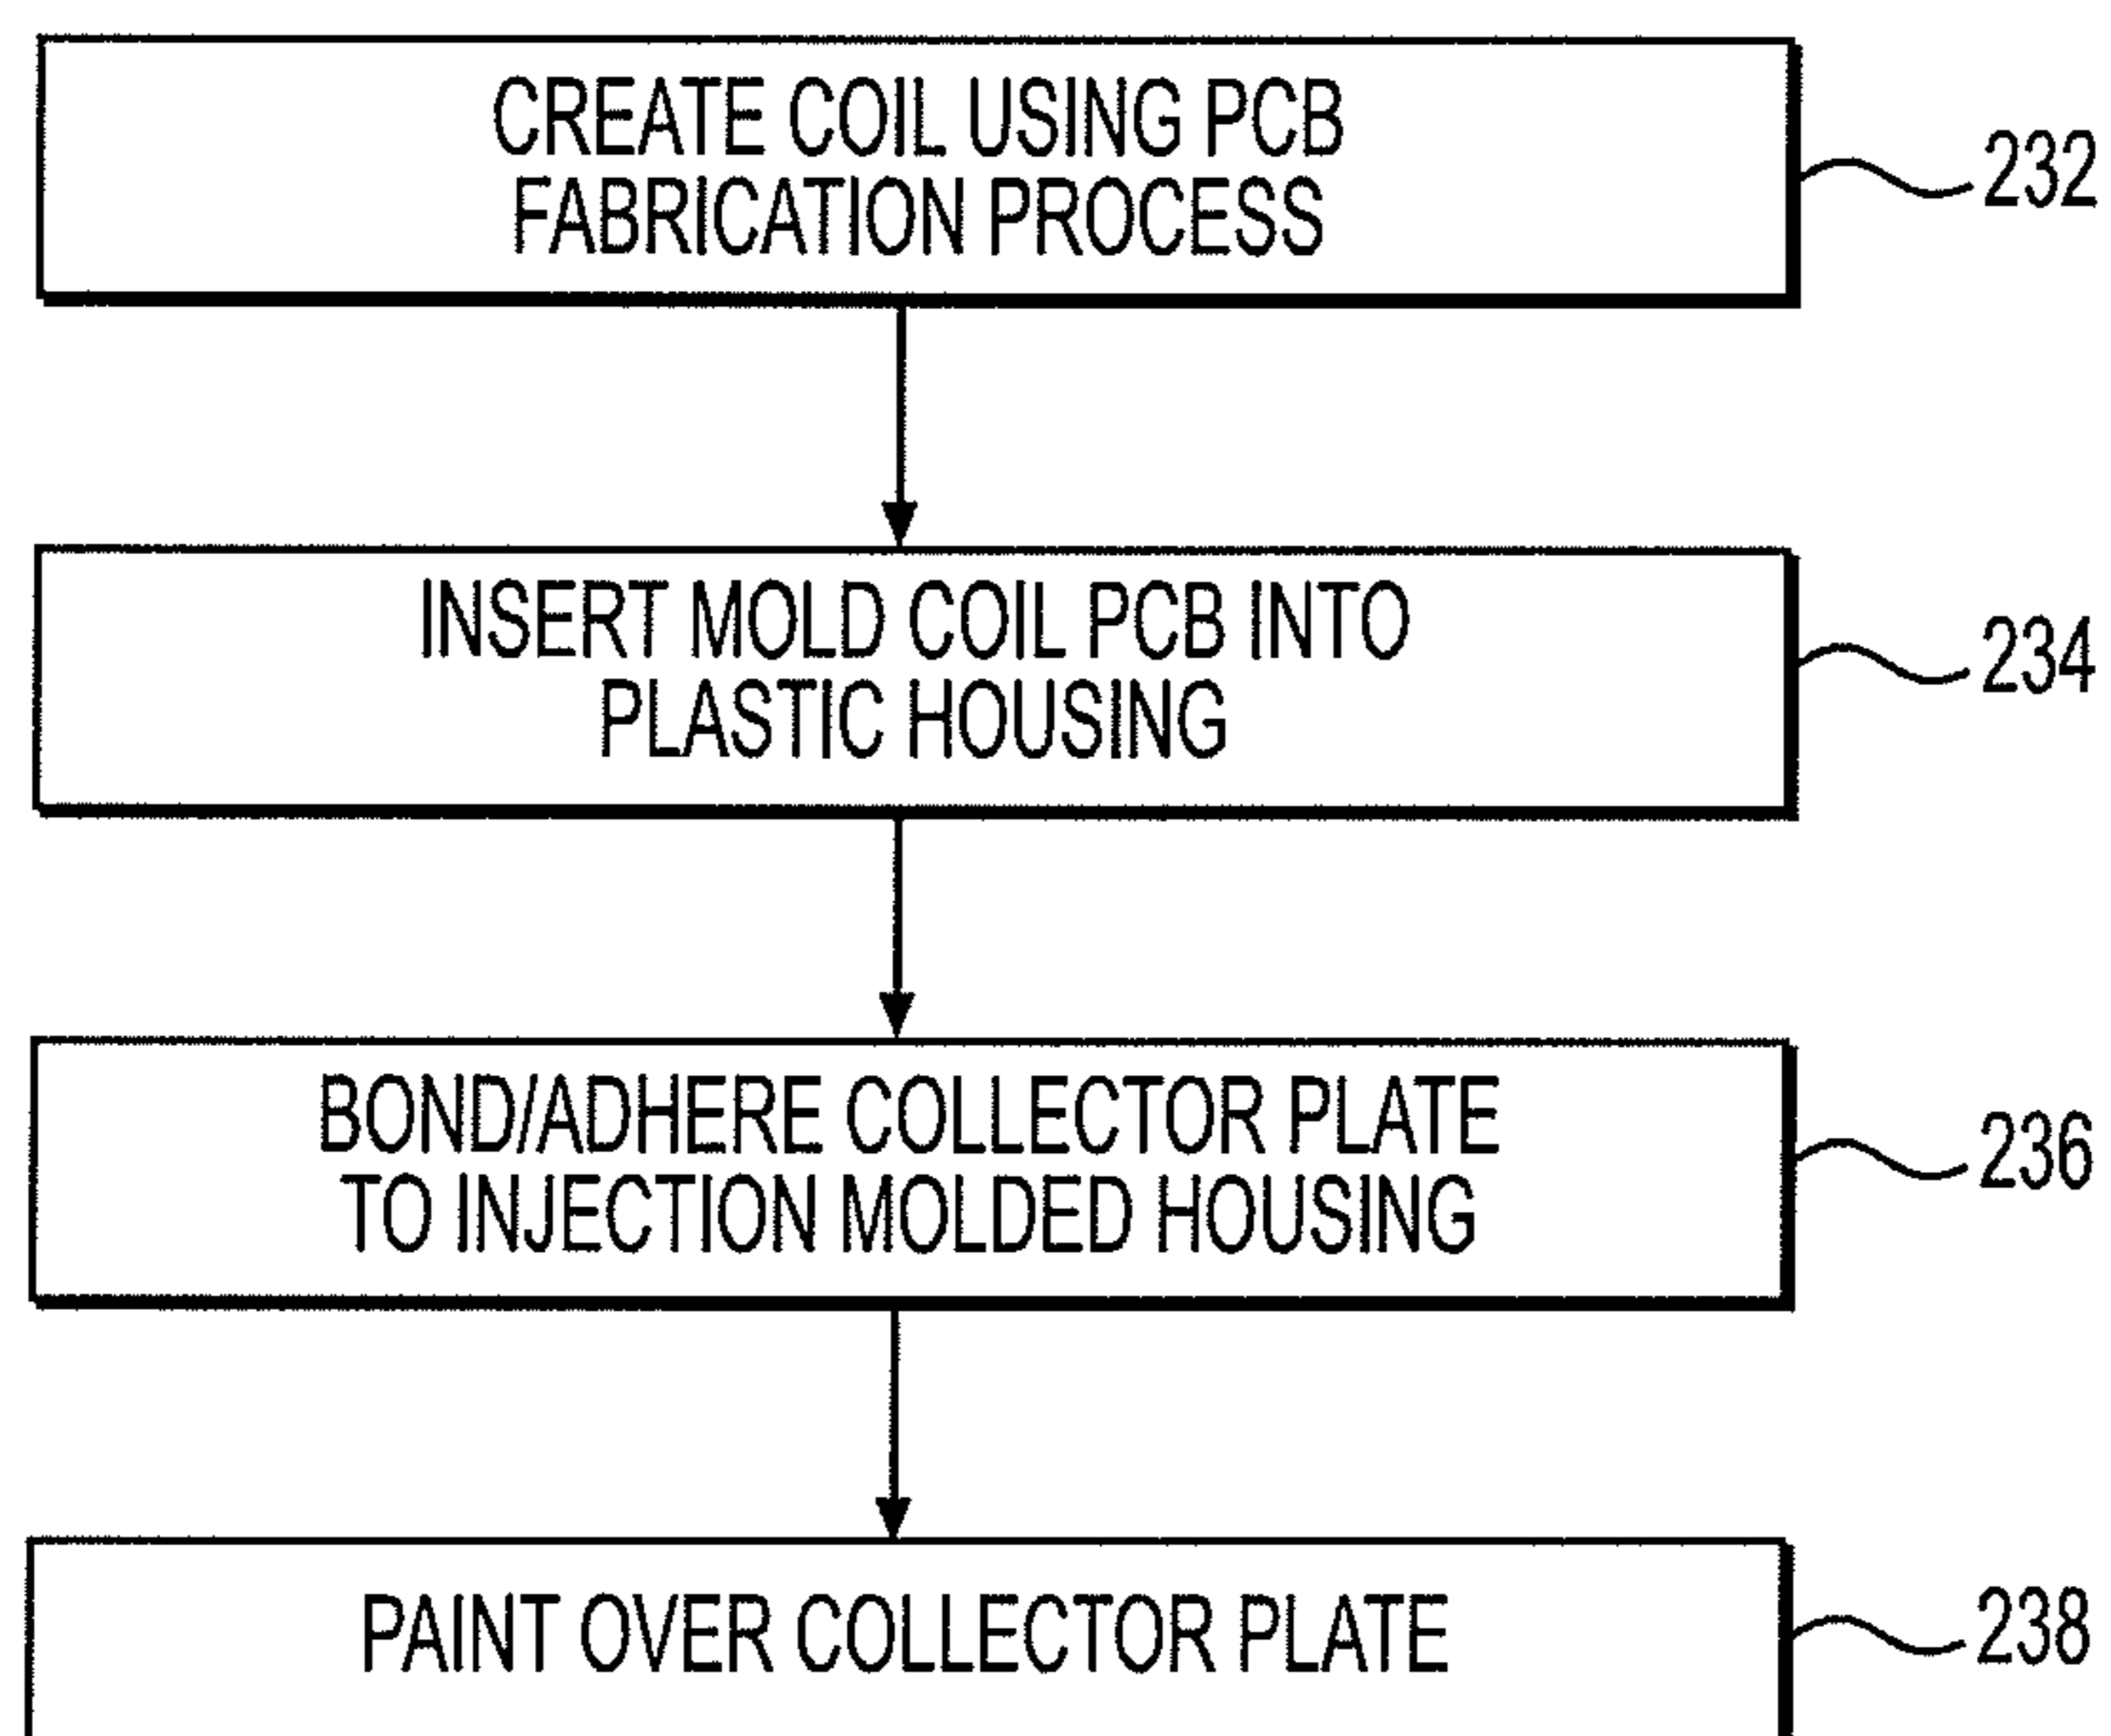 CREATE COIL USING PCB
FABRICATION PROCESS
232
INSERT MOLD COIL PCB INTO
PLASTIC HOUSING
234
BOND/ADHERE COLLECTOR PLATE
TO INJECTION MOLDED HOUSING
236
PAINT OVER COLLECTOR PLATE
238